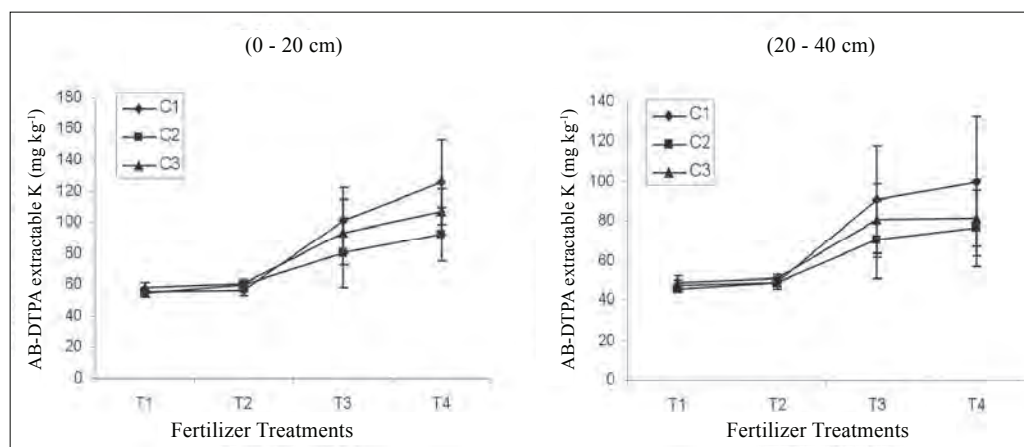 (0 - 20 cm)
AB-DTPA extractable K (mg kg⁻¹)
180
160
140
120
100
80
60
40
20
0
C1
C2
C3
T1 T2 T3 T4
Fertilizer Treatments
(20 - 40 cm)
AB-DTPA extractable K (mg kg⁻¹)
140
120
100
80
60
40
20
0
C1
C2
C3
T1 T2 T3 T4
Fertilizer Treatments